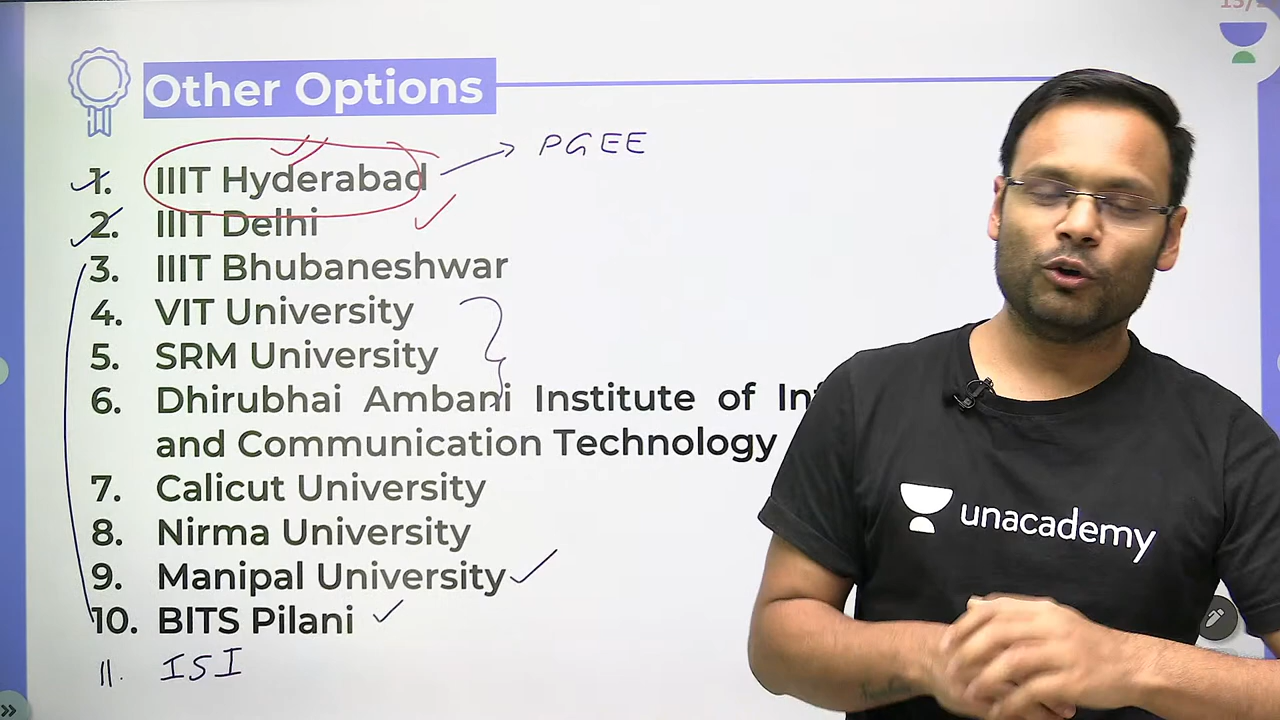 15/
Other Options
1. IIIT Hyderabad → PGEE
2. IIIT Delhi
3. IIIT Bhubaneshwar
4. VIT University
5. SRM University
6. Dhirubhai Ambani Institute of Inf
and Communication Technology
7. Calicut University
8. Nirma University
9. Manipal University
10. BITS Pilani
11. ISI
unacademy